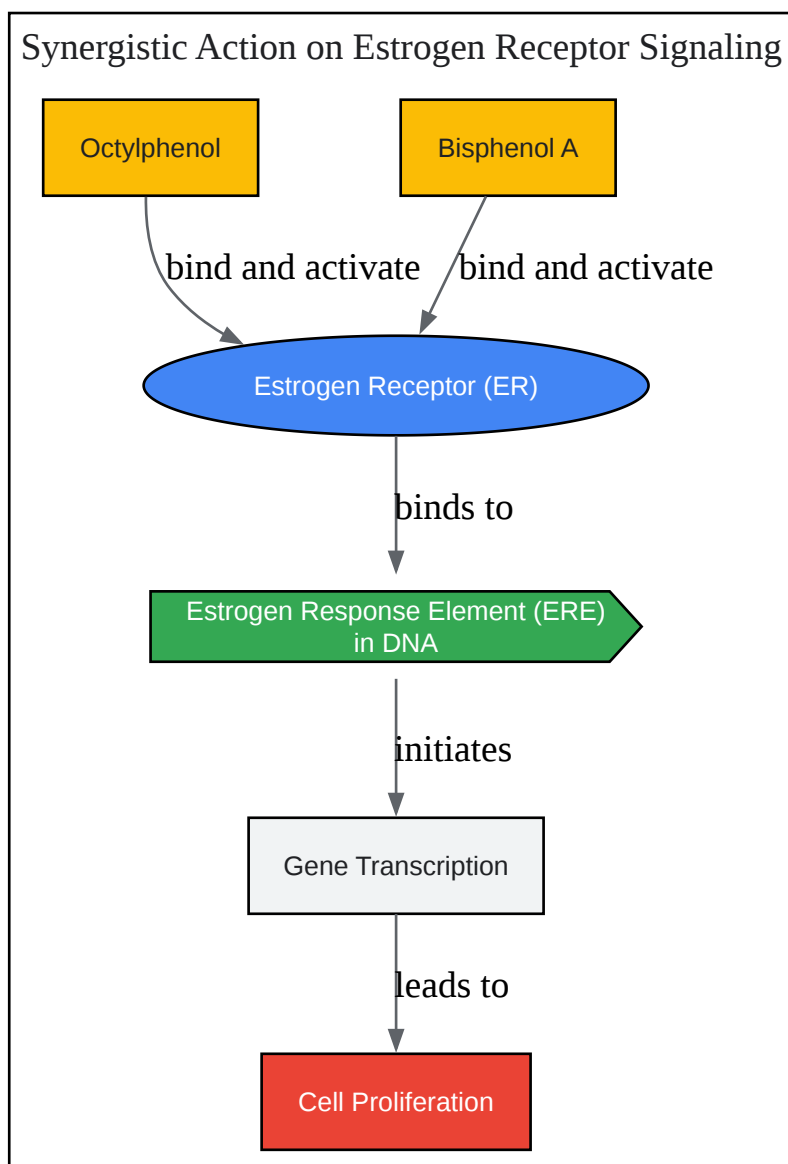 Synergistic Action on Estrogen Receptor Signaling
Octylphenol
Bisphenol A
bind and activate
bind and activate
Estrogen Receptor (ER)
binds to
Estrogen Response Element (ERE)
in DNA
initiates
Gene Transcription
leads to
Cell Proliferation